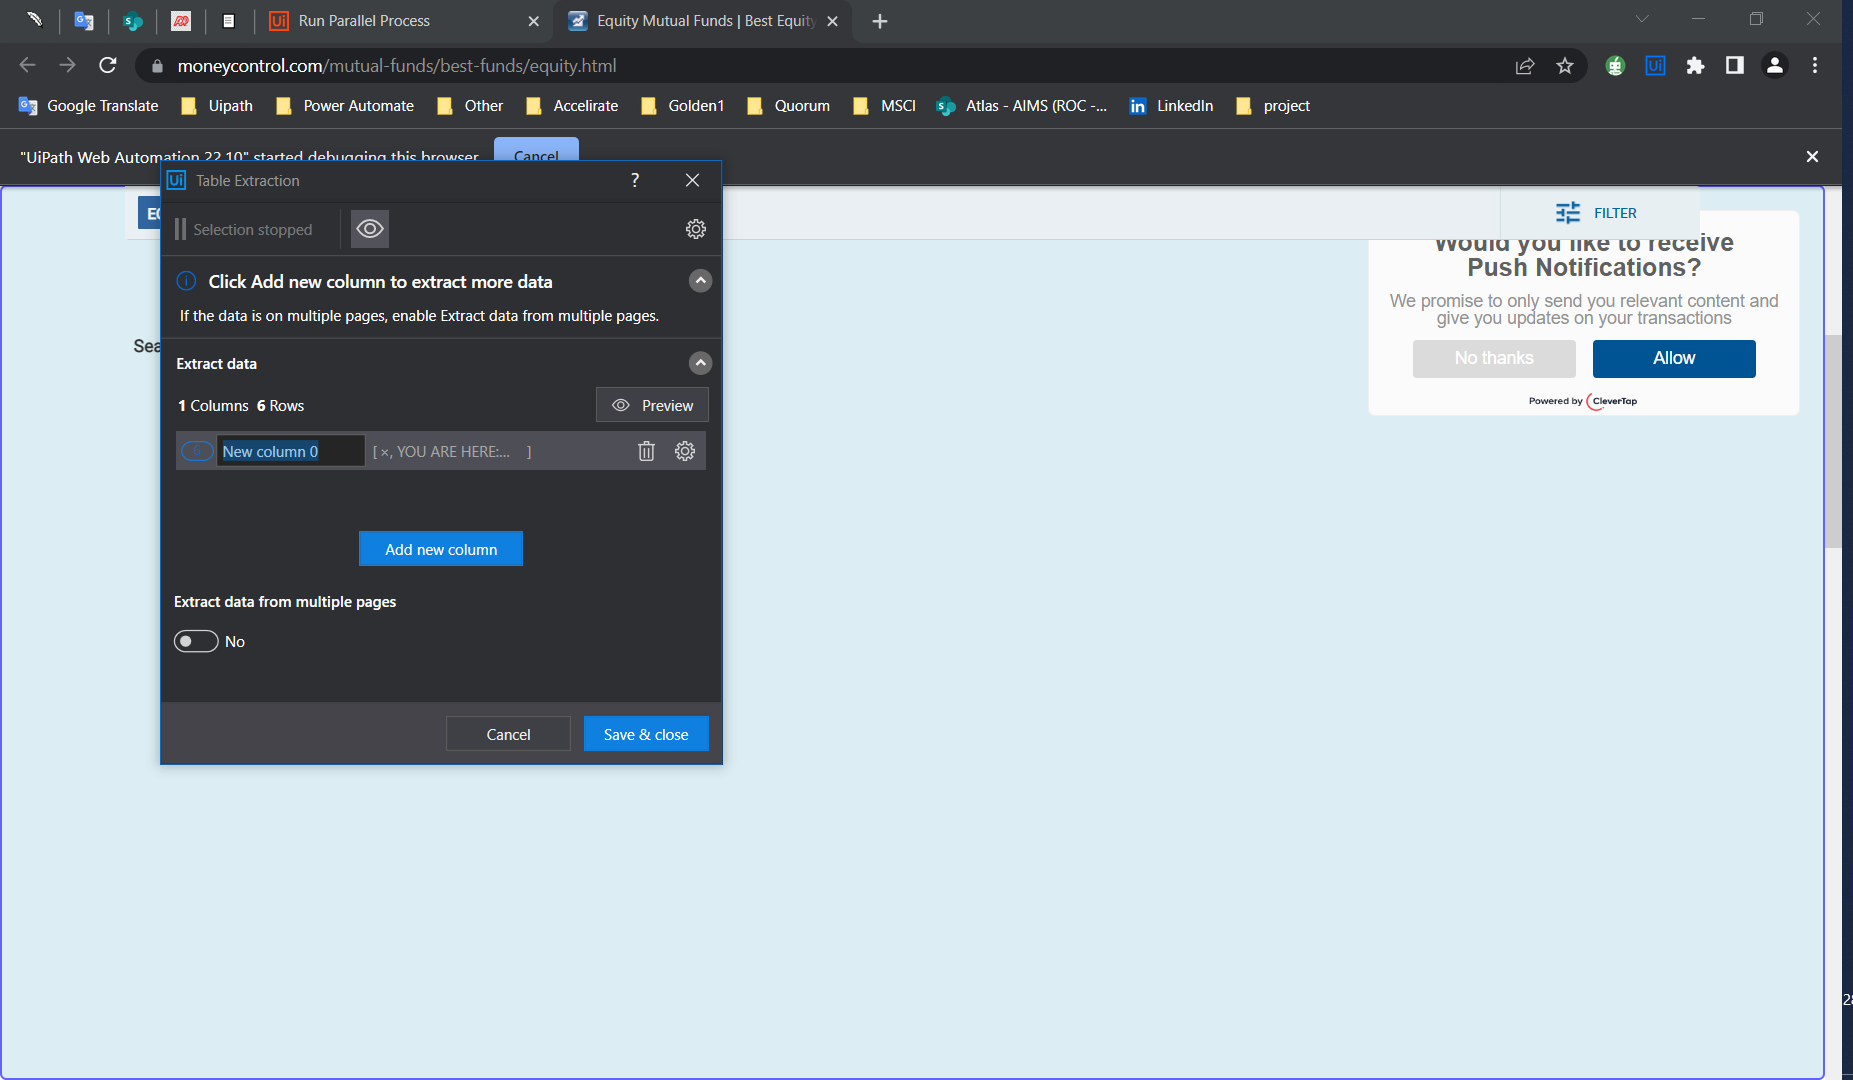 Run Parallel Process
Equity Mutual Funds | Best Equity
moneycontrol.com/mutual-funds/best-funds/equity.html
Google Translate
Uipath
Power Automate
Other
Accelirate
Golden1
Quorum
MSCI
Atlas - AIMS (ROC -...
LinkedIn
project
"UiPath Web Automation 22.10" started debugging this browser
Cancel
Ui Table Extraction
?
Selection stopped
Click Add new column to extract more data
If the data is on multiple pages, enable Extract data from multiple pages.
Extract data
1 Columns 6 Rows
Preview
New column 0
[ ×, YOU ARE HERE:... ]
Add new column
Extract data from multiple pages
No
Cancel
Save & close
Sea
FILTER
Would you like to receive
Push Notifications?
We promise to only send you relevant content and
give you updates on your transactions
No thanks
Allow
Powered by CleverTap